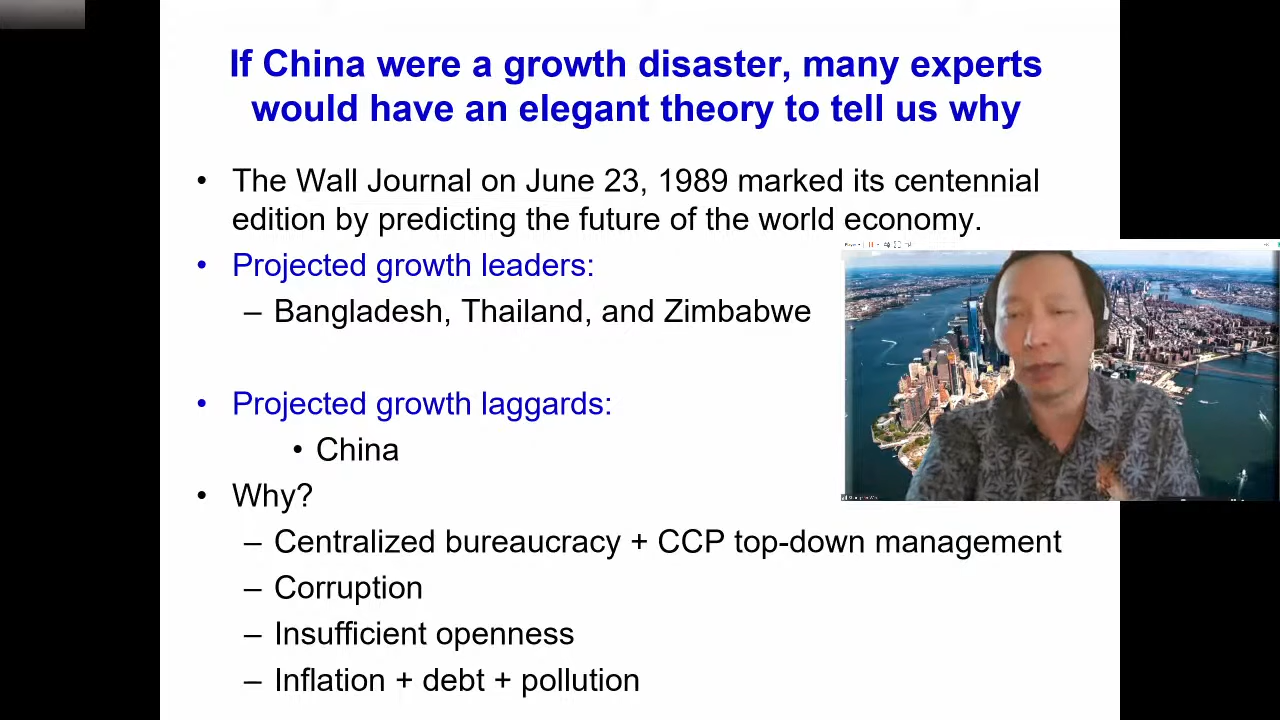 If China were a growth disaster, many experts
would have an elegant theory to tell us why
• The Wall Journal on June 23, 1989 marked its centennial
edition by predicting the future of the world economy.
• Projected growth leaders:
– Bangladesh, Thailand, and Zimbabwe
• Projected growth laggards:
• China
• Why?
– Centralized bureaucracy + CCP top-down management
– Corruption
– Insufficient openness
– Inflation + debt + pollution